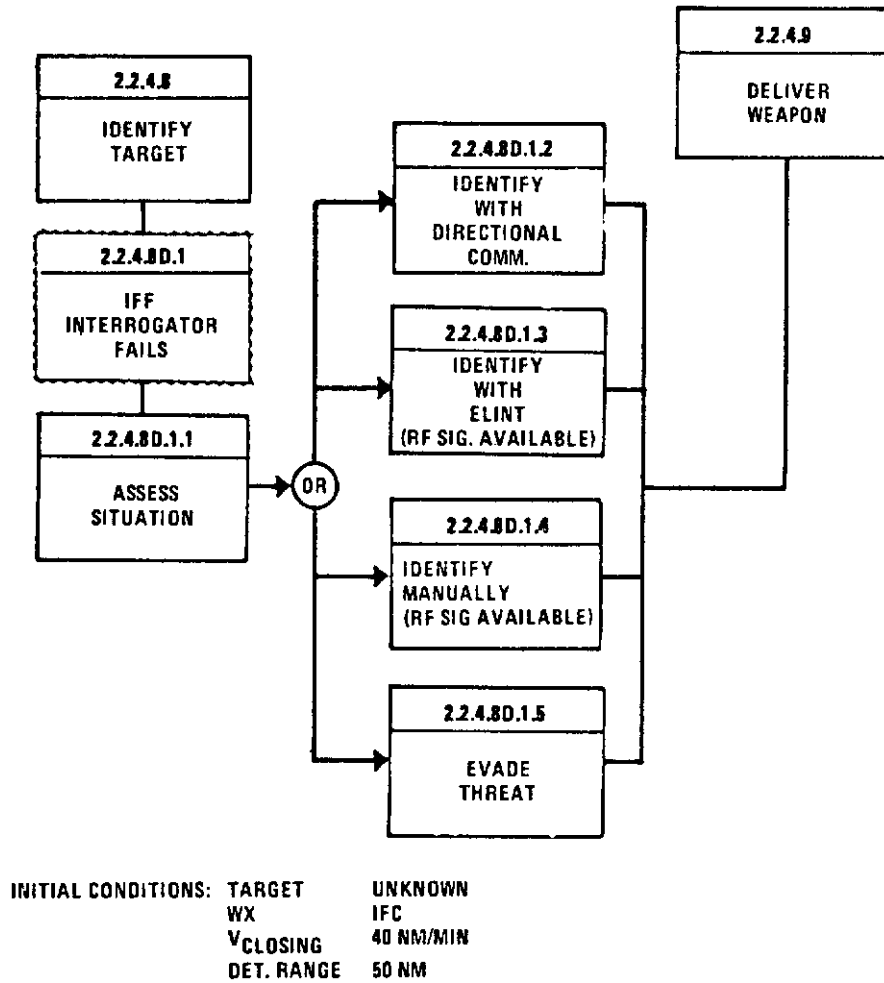 2.2.4.8
IDENTIFY
TARGET
2.2.4.8D.1
IFF
INTERROGATOR
FAILS
2.2.4.8D.1.1
ASSESS
SITUATION
OR
2.2.4.8D.1.2
IDENTIFY
WITH
DIRECTIONAL
COMM.
2.2.4.8D.1.3
IDENTIFY
WITH
ELINT
(RF SIG. AVAILABLE)
2.2.4.8D.1.4
IDENTIFY
MANUALLY
(RF SIG AVAILABLE)
2.2.4.8D.1.5
EVADE
THREAT
2.2.4.9
DELIVER
WEAPON
INITIAL CONDITIONS: TARGET UNKNOWN
WX IFC
VCLOSING 40 NM/MIN
DET. RANGE 50 NM